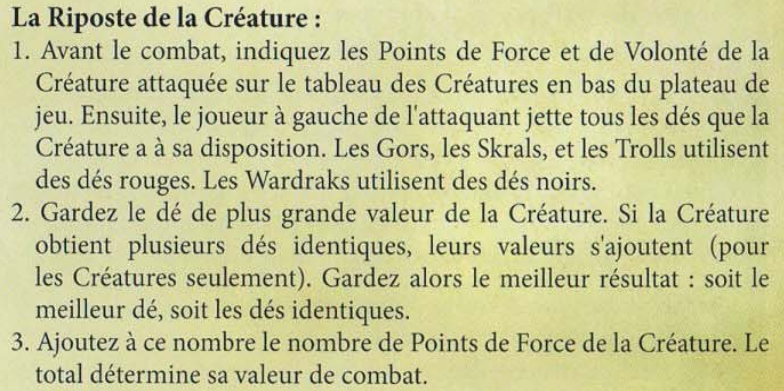 La Riposte de la Créature :
1. Avant le combat, indiquez les Points de Force et de Volonté de la
Créature attaquée sur le tableau des Créatures en bas du plateau de
jeu. Ensuite, le joueur à gauche de l'attaquant jette tous les dés que la
Créature a à sa disposition. Les Gors, les Skrals, et les Trolls utilisent
des dés rouges. Les Wardraks utilisent des dés noirs.
2. Gardez le dé de plus grande valeur de la Créature. Si la Créature
obtient plusieurs dés identiques, leurs valeurs s'ajoutent (pour
les Créatures seulement). Gardez alors le meilleur résultat : soit le
meilleur dé, soit les dés identiques.
3. Ajoutez à ce nombre le nombre de Points de Force de la Créature. Le
total détermine sa valeur de combat.